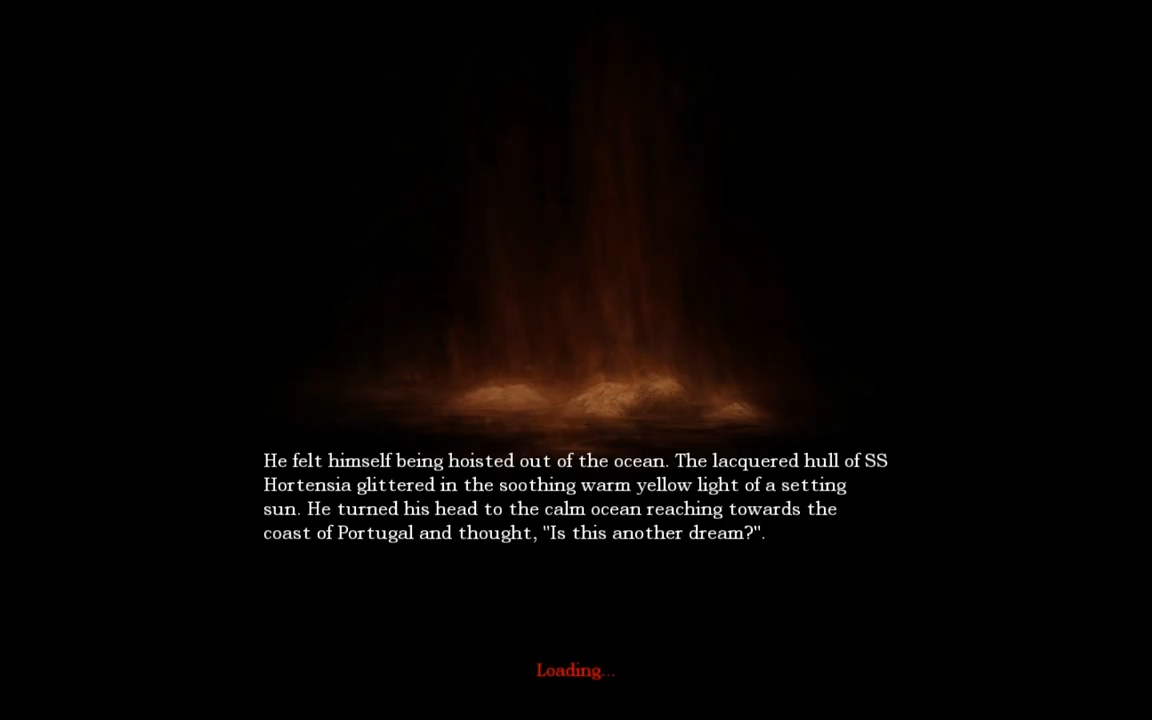 He felt himself being hoisted out of the ocean. The lacquered hull of SS
Hortensia glittered in the soothing warm yellow light of a setting
sun. He turned his head to the calm ocean reaching towards the
coast of Portugal and thought, "Is this another dream?".
Loading...